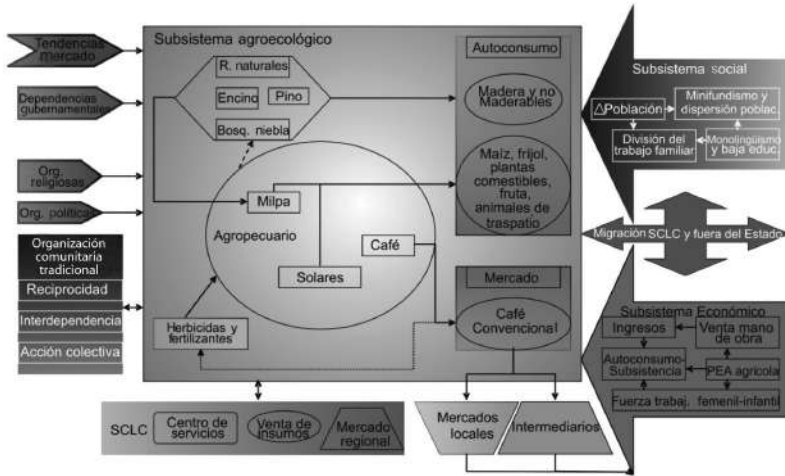 Tendencias
mercado
Dependencias
gubernamentales
Org.
religiosas
Org. políticas
Organización
comunitaria
tradicional
Reciprocidad
Interdependencia
Acción colectiva
Subsistema agroecológico
R. naturales
Encino
Pino
Bosq. niebla
Milpa
Agropecuario
Café
Solares
Herbicidas y
fertilizantes
Autoconsumo
Madera y no
Maderables
Maíz, frijol,
plantas
comestibles,
fruta,
animales de
traspatio
Mercado
Café
Convencional
SCLC
Centro de
servicios
Venta de
insumos
Mercado
regional
Mercados
locales
Intermediarios
Subsistema social
ΔPoblación
Minifundismo y
dispersión poblac.
División del
trabajo familiar
Monolingüismo
y baja educ.
Migración SCLC y fuera del Estado
Subsistema Económico
Ingresos
Venta mano
de obra
Autoconsumo-
Subsistencia
PEA agrícola
Fuerza trabaj. femenil-infantil